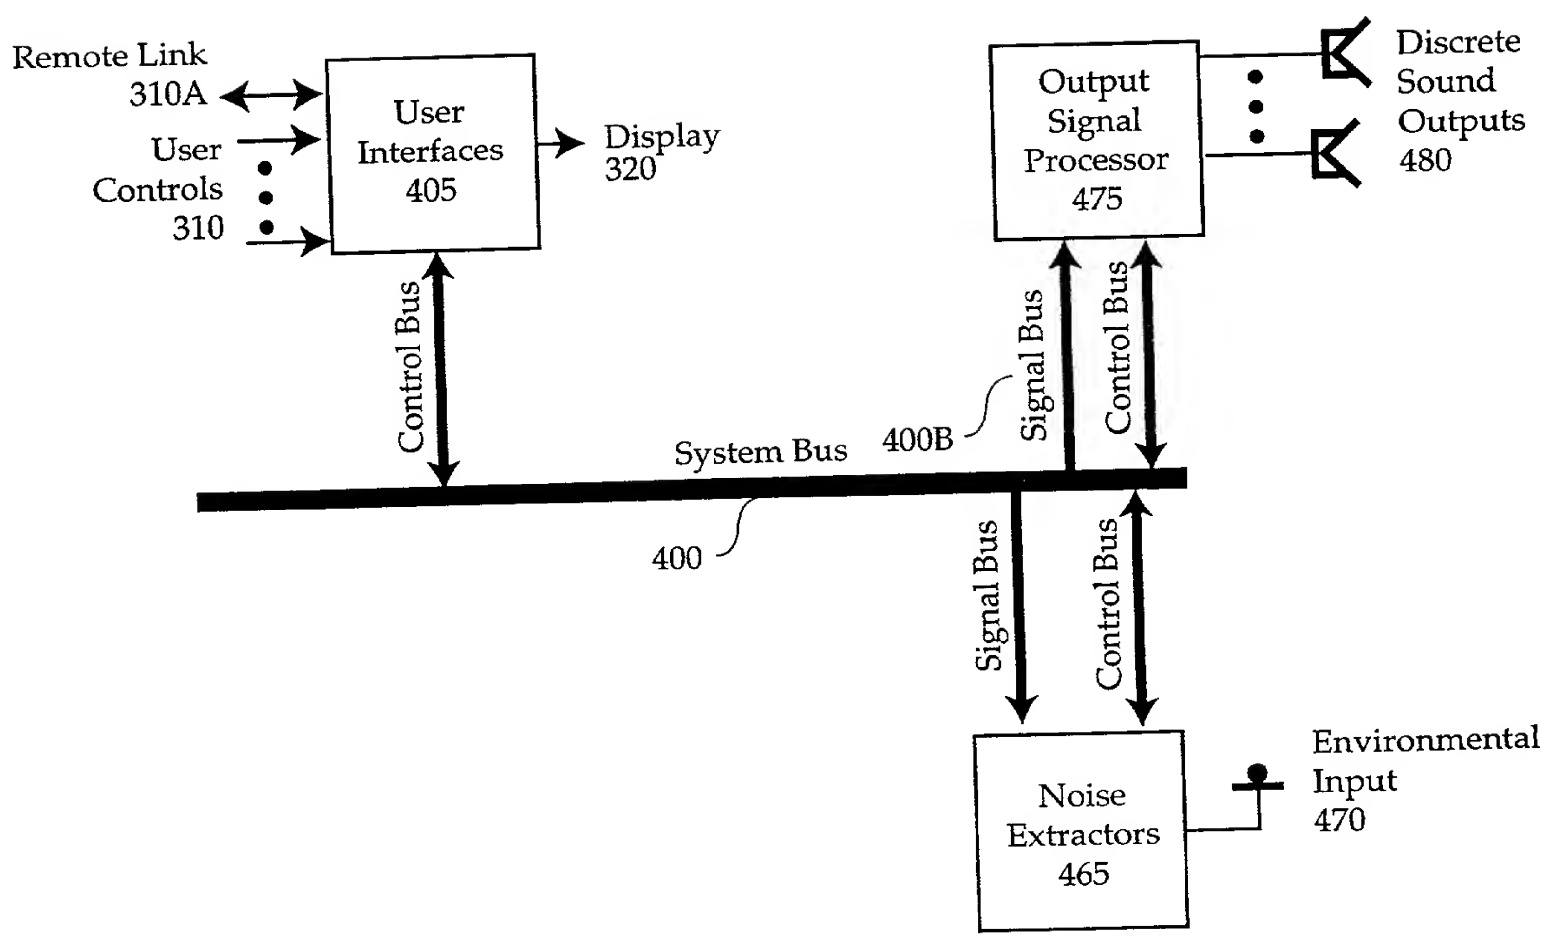 Remote Link
310A
User
Controls
310
User
Interfaces
405
Display
320
Control Bus
Output
Signal
Processor
475
Discrete
Sound
Outputs
480
Signal Bus
Control Bus
400B
System Bus
400
Signal Bus
Control Bus
Noise
Extractors
465
Environmental
Input
470